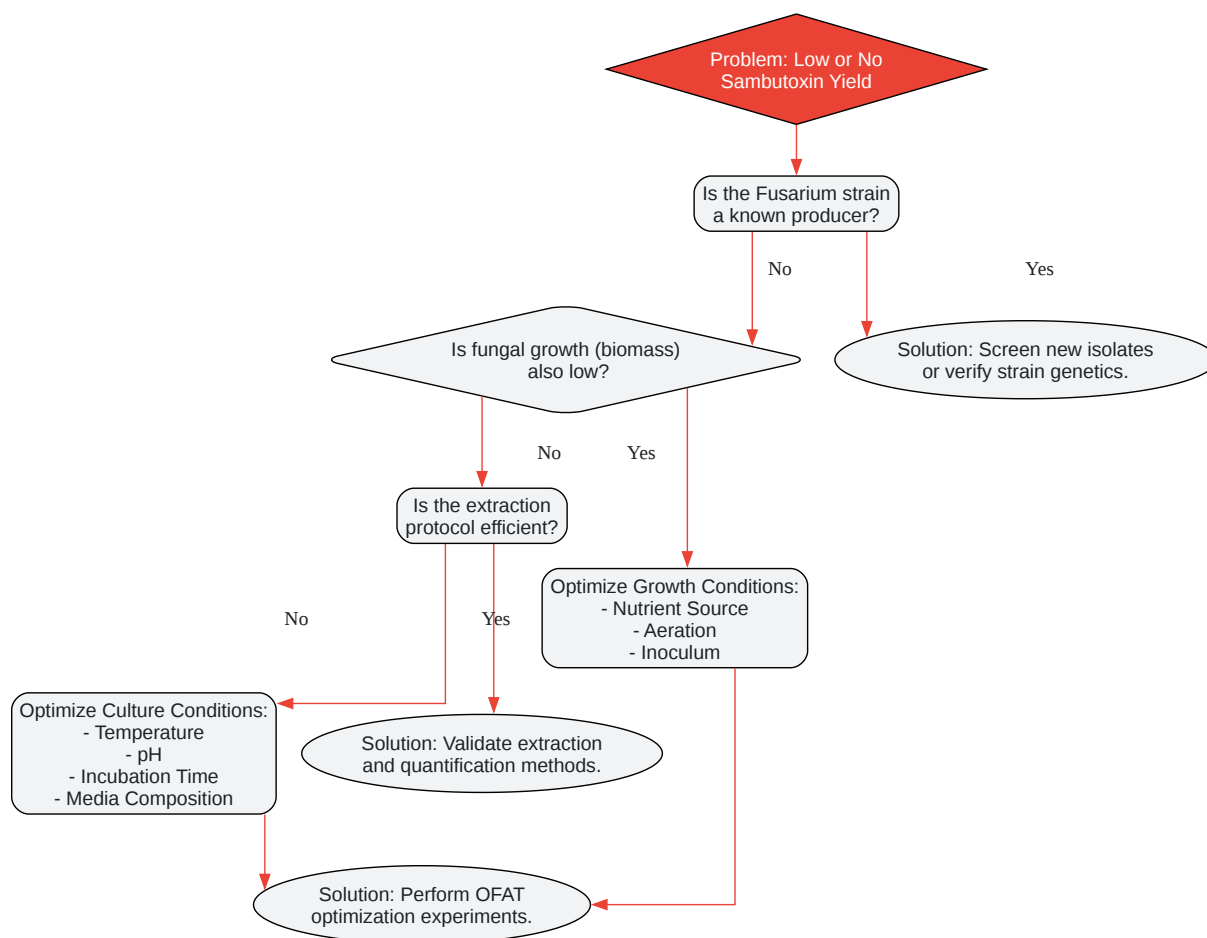 Problem: Low or No
Sambutoxin Yield
Is the Fusarium strain
a known producer?
No
Yes
Is fungal growth (biomass)
also low?
Solution: Screen new isolates
or verify strain genetics.
No
Yes
Is the extraction
protocol efficient?
Optimize Growth Conditions:
- Nutrient Source
- Aeration
- Inoculum
No
Yes
Optimize Culture Conditions:
- Temperature
- pH
- Incubation Time
- Media Composition
Solution: Validate extraction
and quantification methods.
Solution: Perform OFAT
optimization experiments.